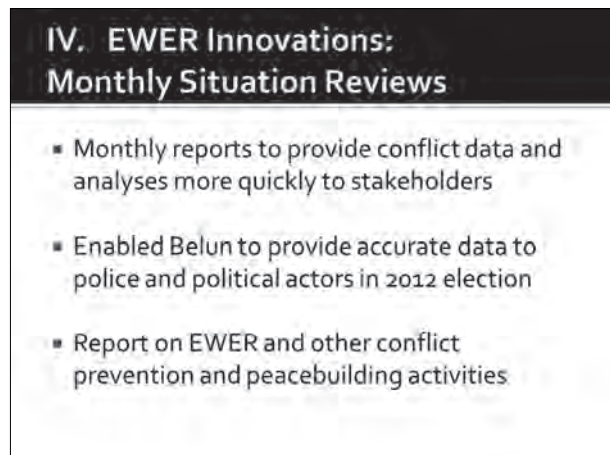 IV. EWER Innovations:
Monthly Situation Reviews
▪ Monthly reports to provide conflict data and
analyses more quickly to stakeholders
▪ Enabled Belun to provide accurate data to
police and political actors in 2012 election
▪ Report on EWER and other conflict
prevention and peacebuilding activities